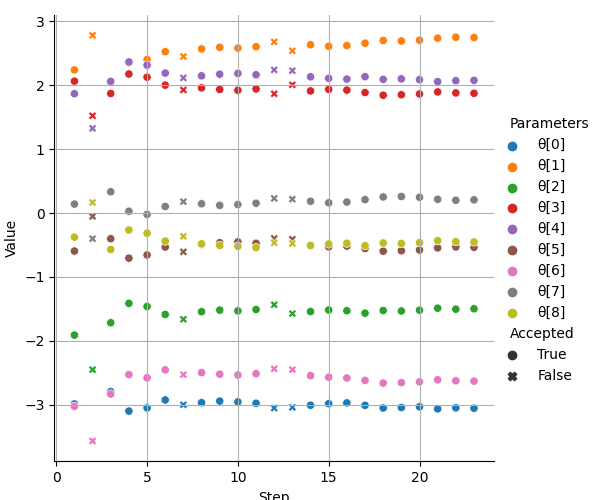 3
2
1
0
−1
−2
−3
Value
0
5
10
15
20
Step
Parameters
θ[0]
θ[1]
θ[2]
θ[3]
θ[4]
θ[5]
θ[6]
θ[7]
θ[8]
Accepted
True
False